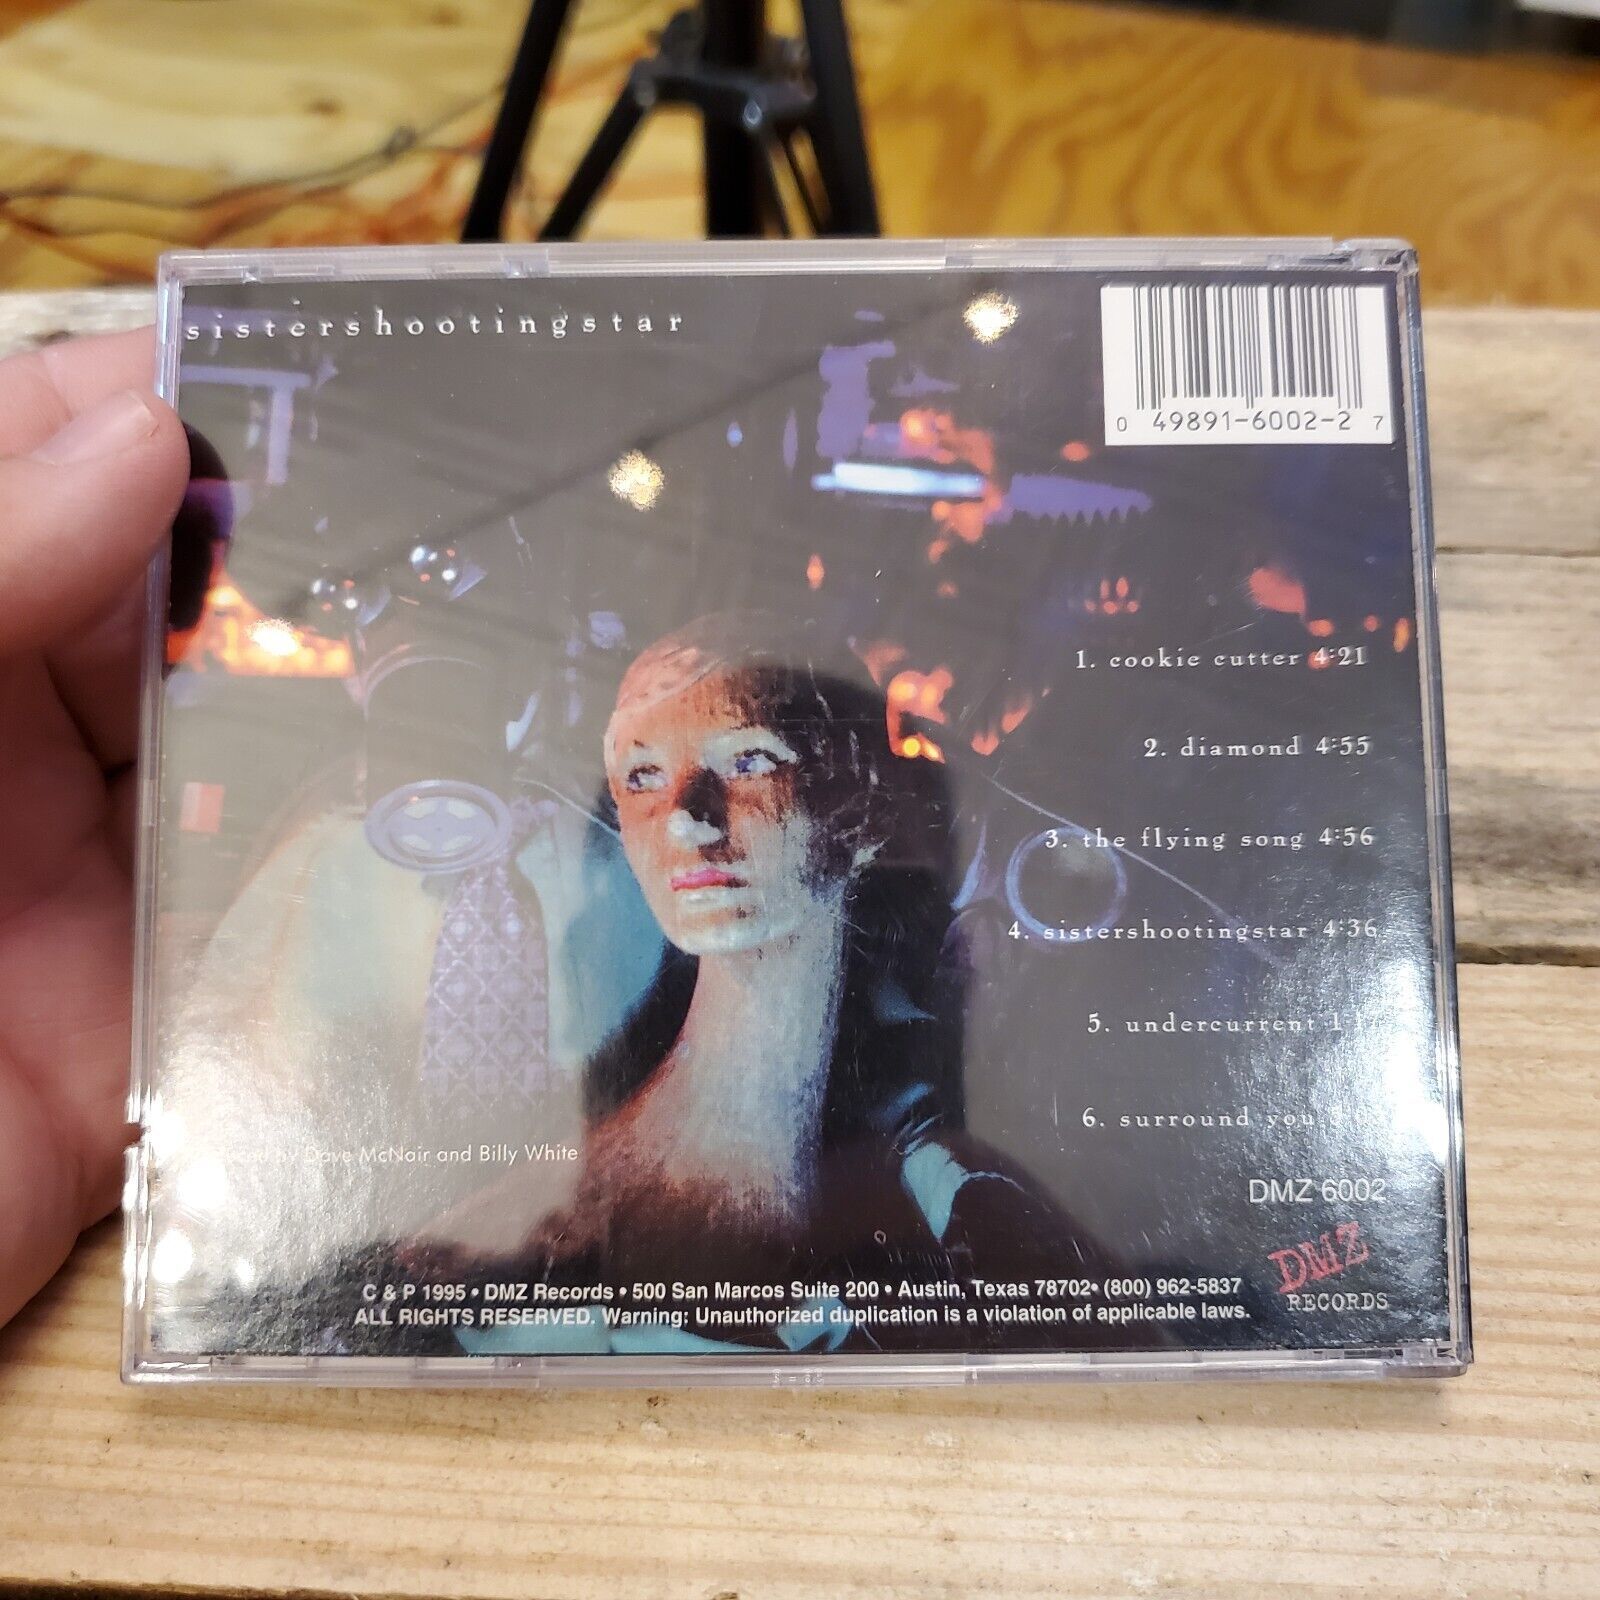 sistershootingstar
0 49891-6002-2 7
1. cookie cutter 4:21
2. diamond 4:55
3. the flying song 4:56
4. sistershootingstar 4:36
5. undercurrent
6. surround you
by Dave McNair and Billy White
DMZ 6002
DMZ
RECORDS
C & P 1995 • DMZ Records • 500 San Marcos Suite 200 • Austin, Texas 78702• (800) 962-5837
ALL RIGHTS RESERVED. Warning: Unauthorized duplication is a violation of applicable laws.